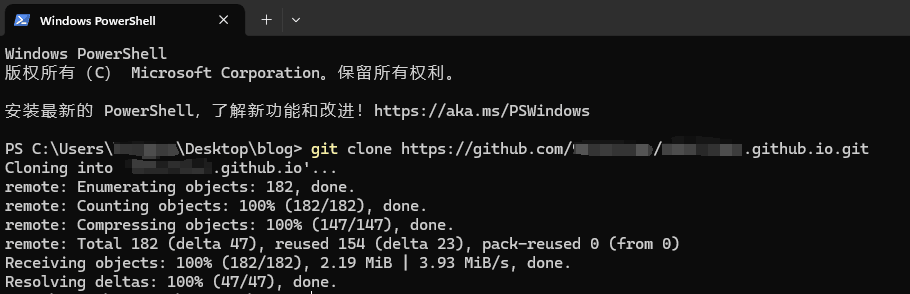 Windows PowerShell
Windows PowerShell
版权所有 (C) Microsoft Corporation。保留所有权利。
安装最新的 PowerShell，了解新功能和改进！https://aka.ms/PSWindows
PS C:\Users\ \Desktop\blog> git clone https://github.com/ / .github.io.git
Cloning into ' .github.io'...
remote: Enumerating objects: 182, done.
remote: Counting objects: 100% (182/182), done.
remote: Compressing objects: 100% (147/147), done.
remote: Total 182 (delta 47), reused 154 (delta 23), pack-reused 0 (from 0)
Receiving objects: 100% (182/182), 2.19 MiB | 3.93 MiB/s, done.
Resolving deltas: 100% (47/47), done.